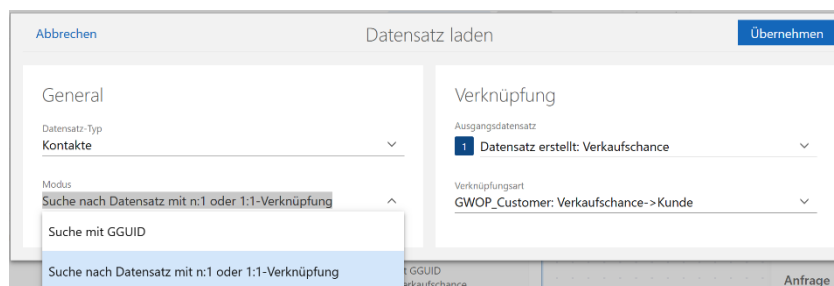 Abbrechen
Datensatz laden
Übernehmen
General
Datensatz-Typ
Kontakte
Modus
Suche nach Datensatz mit n:1 oder 1:1-Verknüpfung
Suche mit GGUID
Suche nach Datensatz mit n:1 oder 1:1-Verknüpfung
Verknüpfung
Ausgangsdatensatz
1 Datensatz erstellt: Verkaufschance
Verknüpfungsart
GWOP_Customer: Verkaufschance->Kunde
GGUID
Anfrage